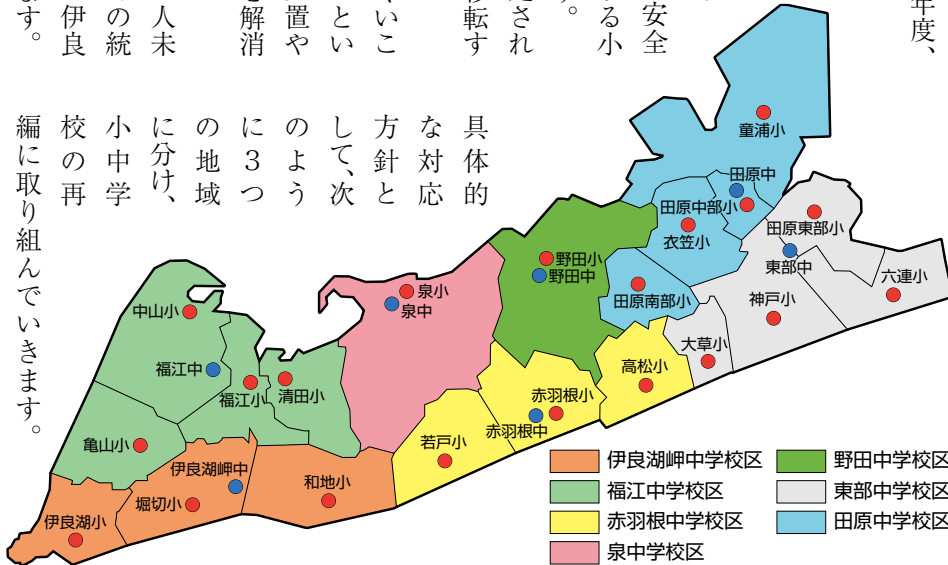 年度、
安全
る小
す。
定され
移転す
いこ
とい
置や
を解消
人未
の統
伊良
ます。
具体的
な対応
方針と
して、次
のよう
に３つ
の地域
に分け、
小中学
校の再
編に取り組んでいきます。
童浦小
田原中
田原中部小
衣笠小
田原東部小
東部中
六連小
神戸小
大草小
田原南部小
野田小
野田中
高松小
赤羽根小
赤羽根中
若戸小
泉小
泉中
中山小
福江中
福江小
清田小
亀山小
伊良湖岬中
堀切小
和地小
伊良湖小
伊良湖岬中学校区
福江中学校区
赤羽根中学校区
泉中学校区
野田中学校区
東部中学校区
田原中学校区